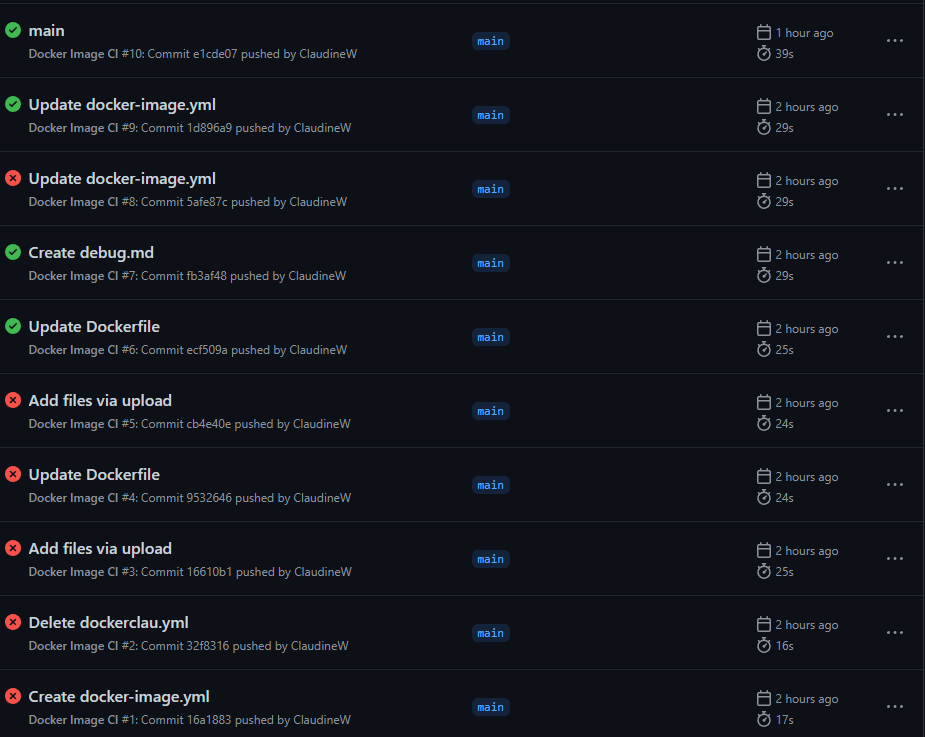 main
Docker Image CI #10: Commit e1cde07 pushed by ClaudineW
main
1 hour ago
39s
Update docker-image.yml
Docker Image CI #9: Commit 1d896a9 pushed by ClaudineW
main
2 hours ago
29s
Update docker-image.yml
Docker Image CI #8: Commit 5afe87c pushed by ClaudineW
main
2 hours ago
29s
Create debug.md
Docker Image CI #7: Commit fb3af48 pushed by ClaudineW
main
2 hours ago
29s
Update Dockerfile
Docker Image CI #6: Commit ecf509a pushed by ClaudineW
main
2 hours ago
25s
Add files via upload
Docker Image CI #5: Commit cb4e40e pushed by ClaudineW
main
2 hours ago
24s
Update Dockerfile
Docker Image CI #4: Commit 9532646 pushed by ClaudineW
main
2 hours ago
24s
Add files via upload
Docker Image CI #3: Commit 16610b1 pushed by ClaudineW
main
2 hours ago
25s
Delete dockerclau.yml
Docker Image CI #2: Commit 32f8316 pushed by ClaudineW
main
2 hours ago
16s
Create docker-image.yml
Docker Image CI #1: Commit 16a1883 pushed by ClaudineW
main
2 hours ago
17s